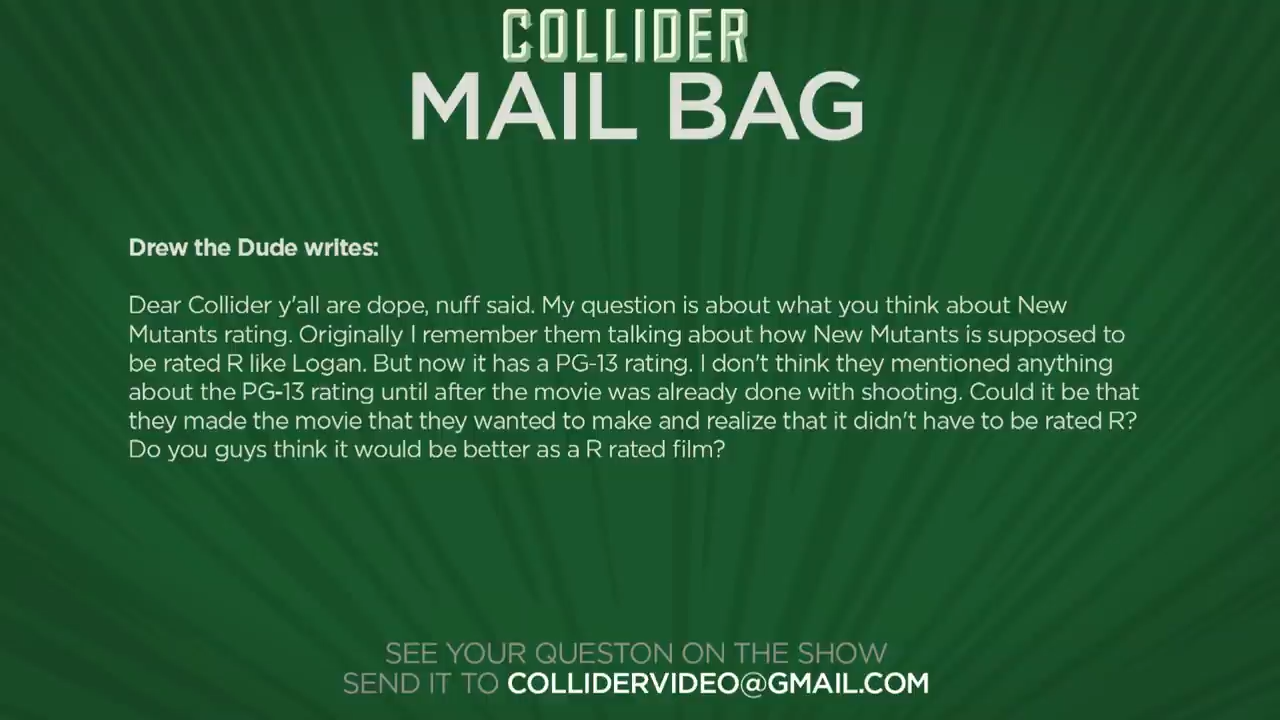 COLLIDER
MAIL BAG
Drew the Dude writes:
Dear Collider y'all are dope, nuff said. My question is about what you think about New
Mutants rating. Originally I remember them talking about how New Mutants is supposed to
be rated R like Logan. But now it has a PG-13 rating. I don't think they mentioned anything
about the PG-13 rating until after the movie was already done with shooting. Could it be that
they made the movie that they wanted to make and realize that it didn't have to be rated R?
Do you guys think it would be better as a R rated film?
SEE YOUR QUESTON ON THE SHOW
SEND IT TO COLLIDERVIDEO@GMAIL.COM